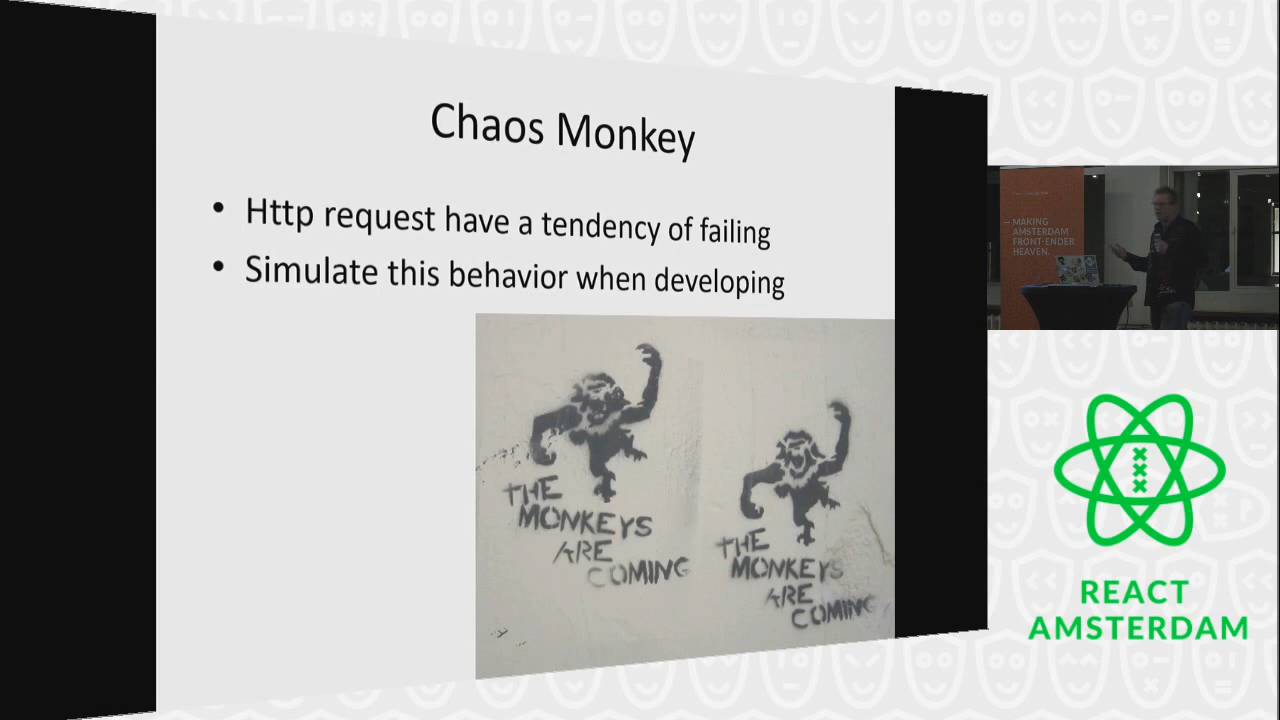 Chaos Monkey
• Http request have a tendency of failing
• Simulate this behavior when developing
THE
MONKEYS
ARE
COMING
THE
MONKEYS
ARE
COMING
— MAKING
AMSTERDAM
FRONT-ENDER
HEAVEN.
REACT
AMSTERDAM